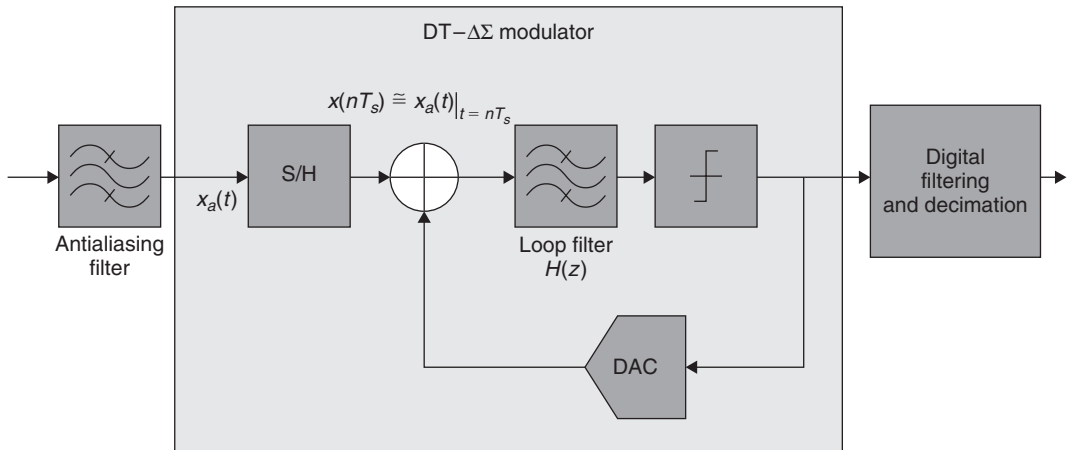 DT–ΔΣ modulator
x(nTs) ≅ xa(t)|t = nTs
S/H
xa(t)
Antialiasing
filter
Loop filter
H(z)
Digital
filtering
and decimation
DAC